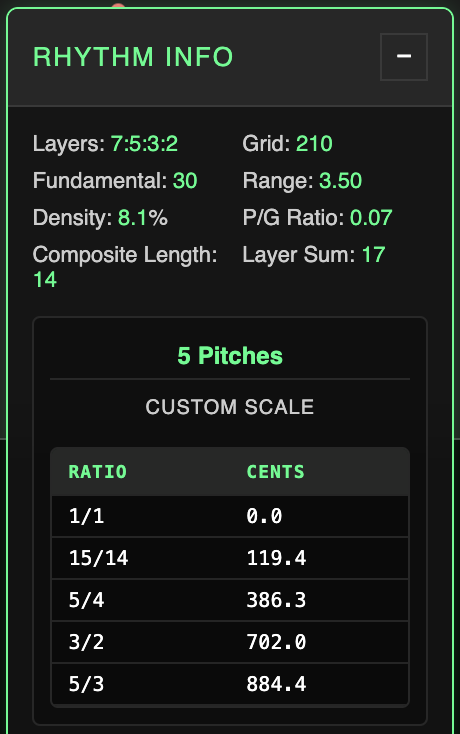 RHYTHM INFO −
Layers: 7:5:3:2 Grid: 210
Fundamental: 30 Range: 3.50
Density: 8.1% P/G Ratio: 0.07
Composite Length: 14 Layer Sum: 17
5 Pitches
CUSTOM SCALE
RATIO CENTS
1/1 0.0
15/14 119.4
5/4 386.3
3/2 702.0
5/3 884.4